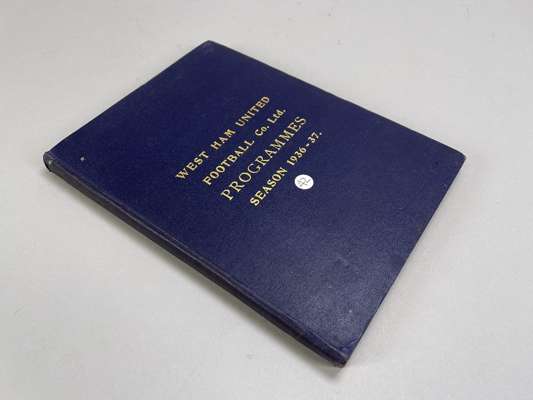 WEST HAM UNITED
FOOTBALL Co. Ltd.
PROGRAMMES
SEASON 1936-37.